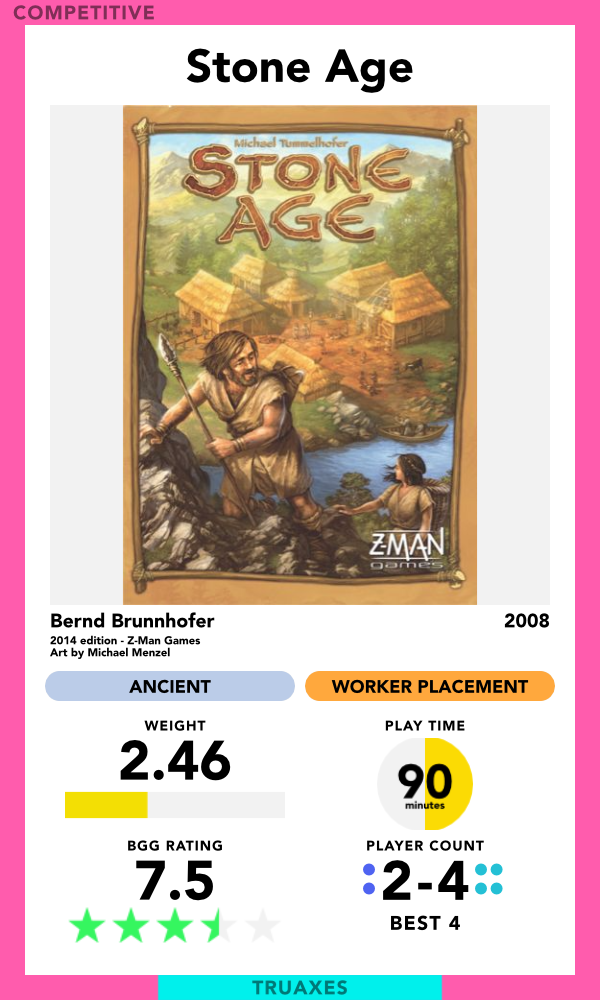 COMPETITIVE
Stone Age
Michael Tummelhofer
STONE
AGE
Z-MAN
games
Bernd Brunnhofer 2008
2014 edition - Z-Man Games
Art by Michael Menzel
ANCIENT WORKER PLACEMENT
WEIGHT PLAY TIME
2.46 90
minutes
BGG RATING PLAYER COUNT
7.5 2-4
BEST 4
TRUAXES